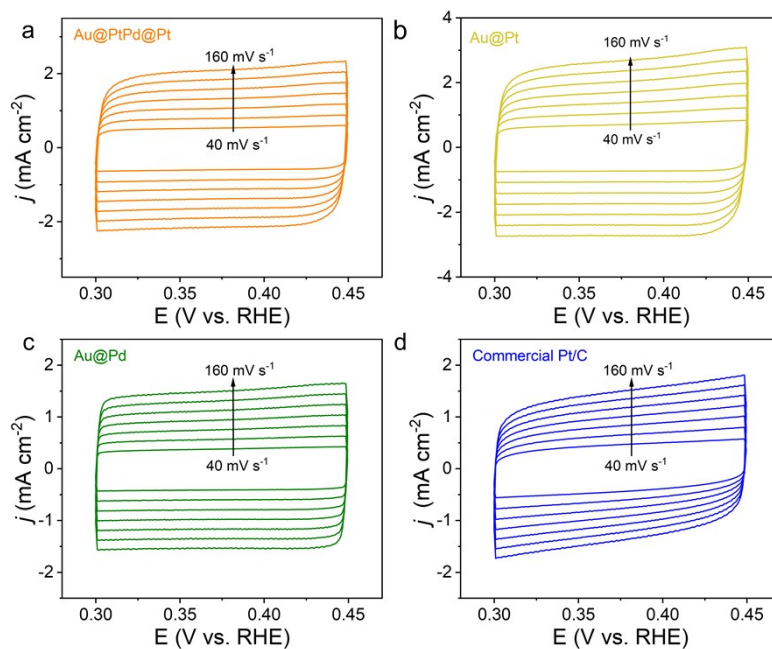 a
Au@PtPd@Pt
160 mV s⁻¹
40 mV s⁻¹
j (mA cm⁻²)
2
0
-2
0.30 0.35 0.40 0.45
E (V vs. RHE)
b
Au@Pt
160 mV s⁻¹
40 mV s⁻¹
j (mA cm⁻²)
4
2
0
-2
-4
0.30 0.35 0.40 0.45
E (V vs. RHE)
c
Au@Pd
160 mV s⁻¹
40 mV s⁻¹
j (mA cm⁻²)
2
1
0
-1
-2
0.30 0.35 0.40 0.45
E (V vs. RHE)
d
Commercial Pt/C
160 mV s⁻¹
40 mV s⁻¹
j (mA cm⁻²)
2
1
0
-1
-2
0.30 0.35 0.40 0.45
E (V vs. RHE)